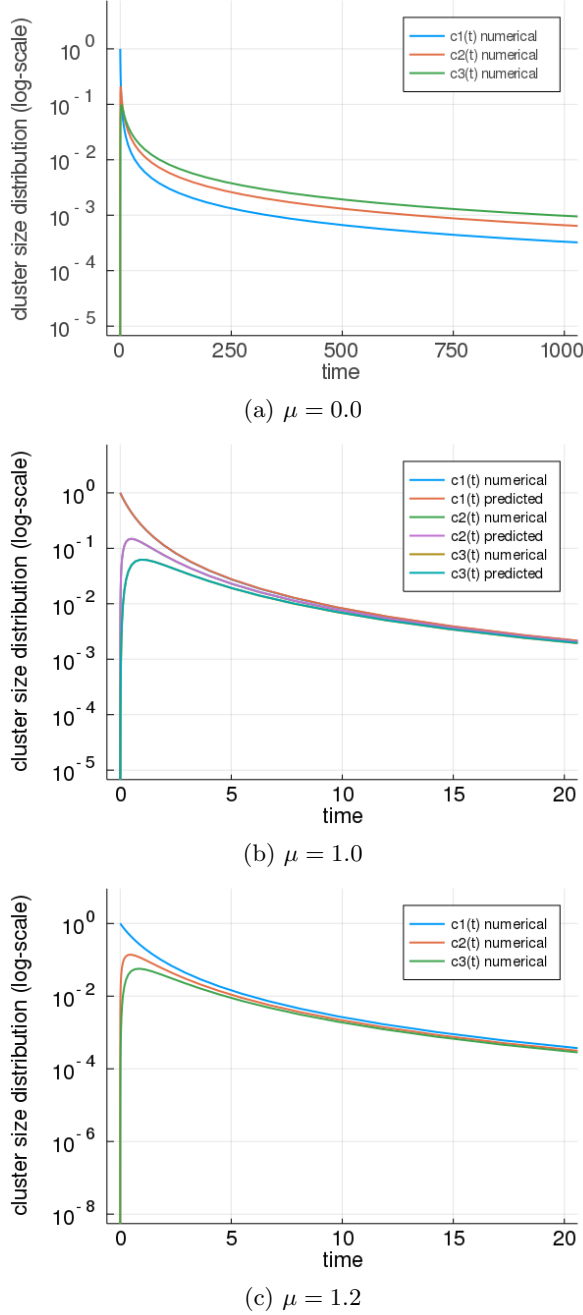 cluster size distribution (log-scale)
10^0
10^-1
10^-2
10^-3
10^-4
10^-5
c1(t) numerical
c2(t) numerical
c3(t) numerical
0 250 500 750 1000
time
(a) μ = 0.0
cluster size distribution (log-scale)
10^0
10^-1
10^-2
10^-3
10^-4
10^-5
c1(t) numerical
c1(t) predicted
c2(t) numerical
c2(t) predicted
c3(t) numerical
c3(t) predicted
0 5 10 15 20
time
(b) μ = 1.0
cluster size distribution (log-scale)
10^0
10^-2
10^-4
10^-6
10^-8
c1(t) numerical
c2(t) numerical
c3(t) numerical
0 5 10 15 20
time
(c) μ = 1.2